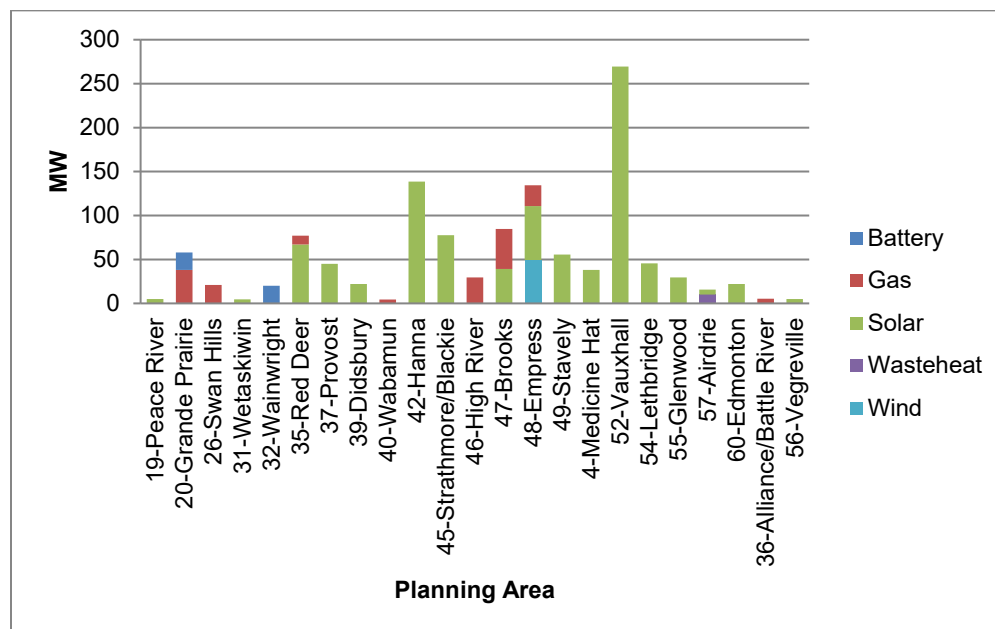 300
250
200
150
100
50
0
MW
19-Peace River
20-Grande Prairie
26-Swan Hills
31-Wetaskiwin
32-Wainwright
35-Red Deer
37-Provost
39-Didsbury
40-Wabamun
42-Hanna
45-Strathmore/Blackie
46-High River
47-Brooks
48-Empress
49-Stavely
4-Medicine Hat
52-Vauxhall
54-Lethbridge
55-Glenwood
57-Airdrie
60-Edmonton
36-Alliance/Battle River
56-Vegreville
Planning Area
Battery
Gas
Solar
Wasteheat
Wind